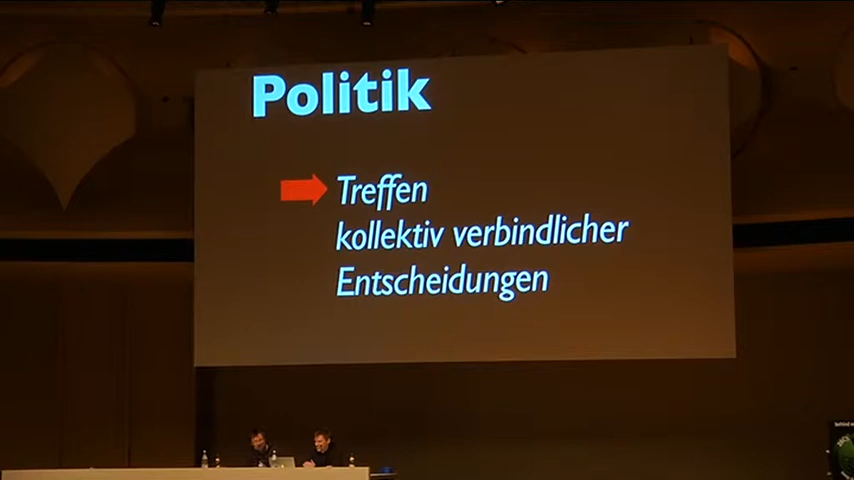 Politik
Treffen
kollektiv verbindlicher
Entscheidungen